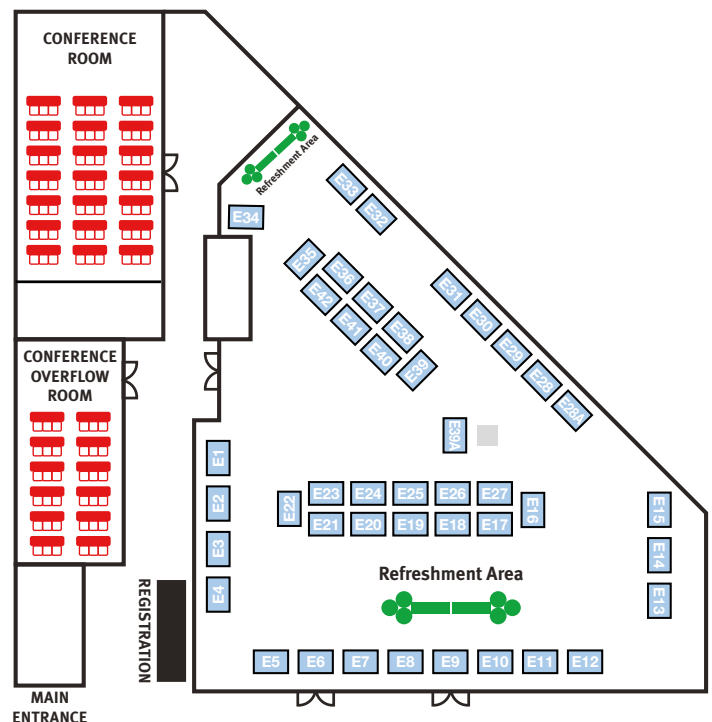 CONFERENCE
ROOM
Refreshment Area
E33
E32
E34
E35
E36
E37
E38
E42
E41
E40
E39
E31
E30
E29
E28
E28A
CONFERENCE
OVERFLOW
ROOM
E39A
E1
E2
E3
E4
E22
E23
E24
E25
E26
E27
E21
E20
E19
E18
E17
E16
E15
E14
E13
Refreshment Area
REGISTRATION
E5
E6
E7
E8
E9
E10
E11
E12
MAIN
ENTRANCE